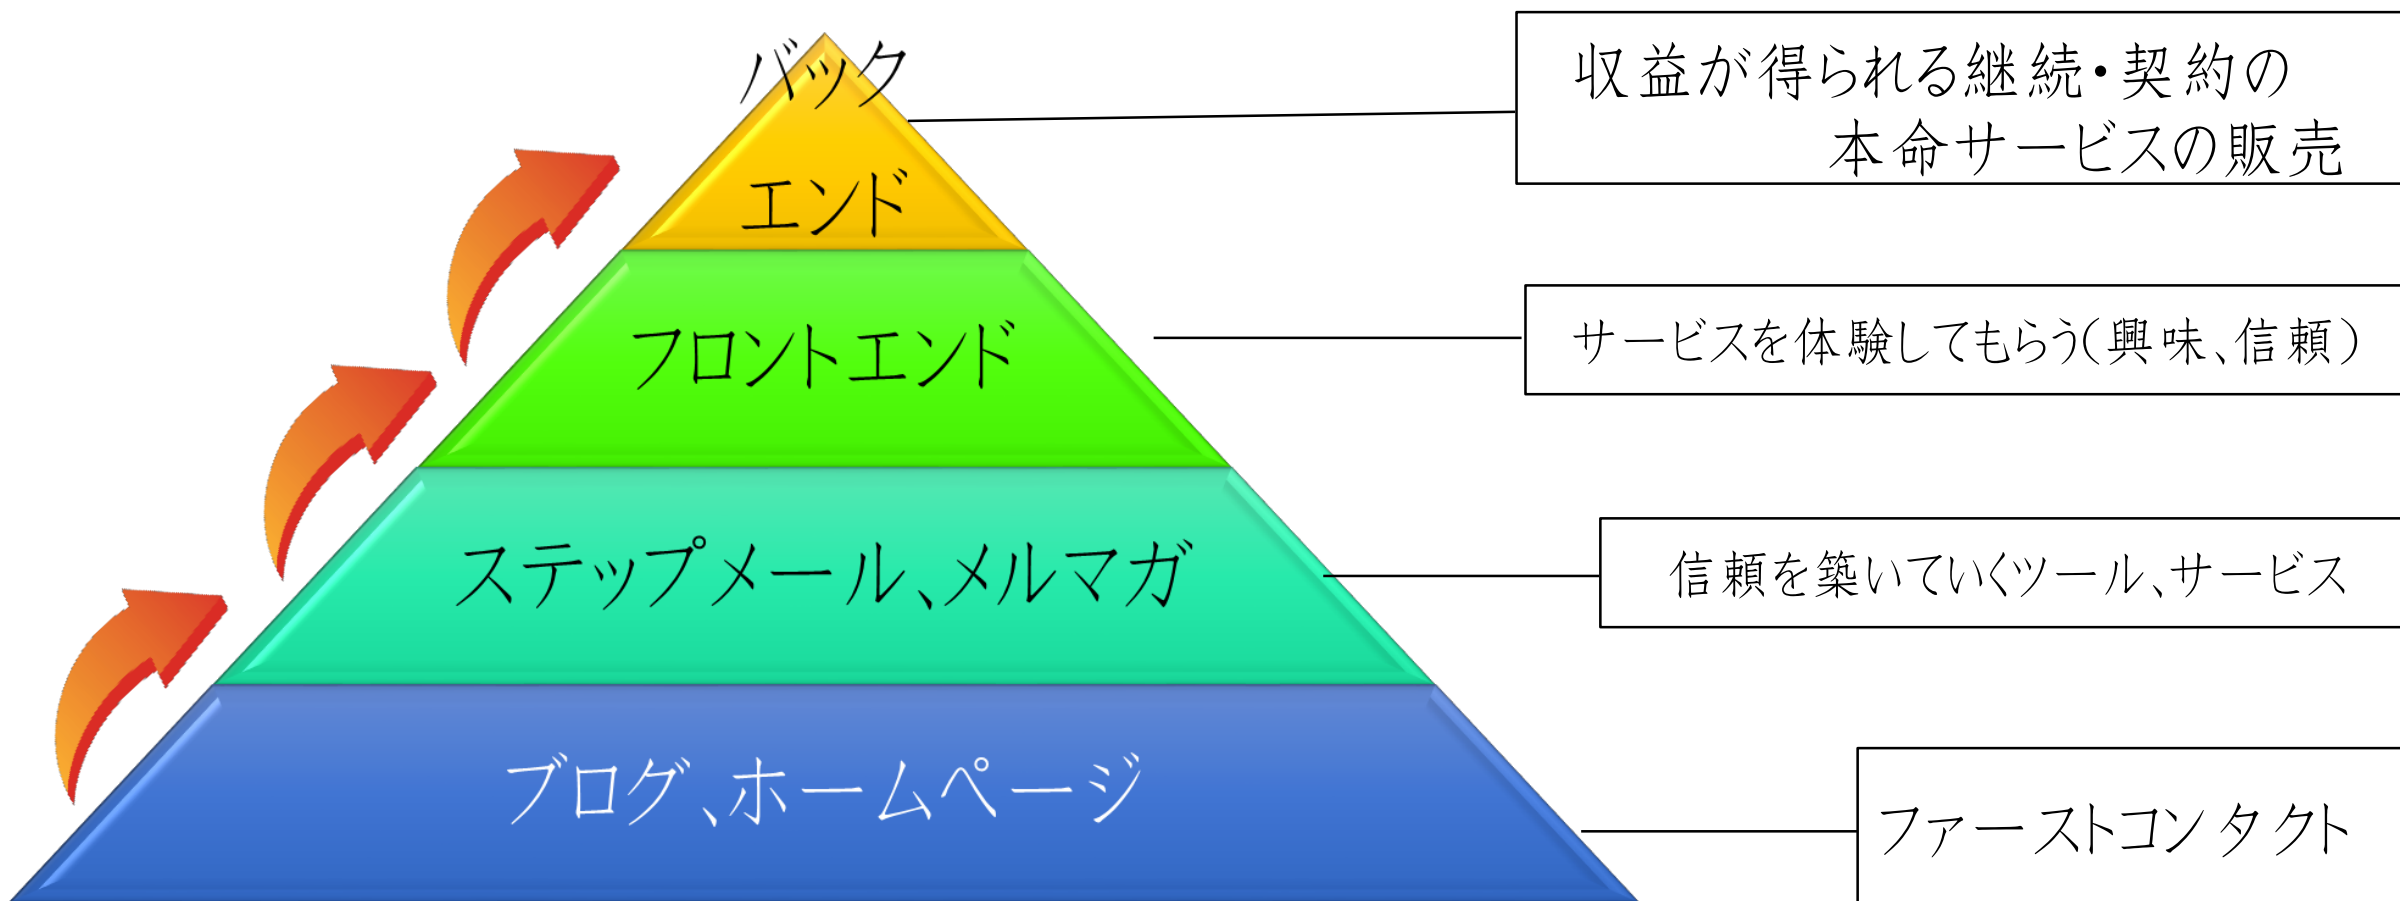 バック
エンド
収益が得られる継続・契約の
本命サービスの販売
フロントエンド
サービスを体験してもらう（興味、信頼）
ステップメール、メルマガ
信頼を築いていくツール、サービス
ブログ、ホームページ
ファーストコンタクト